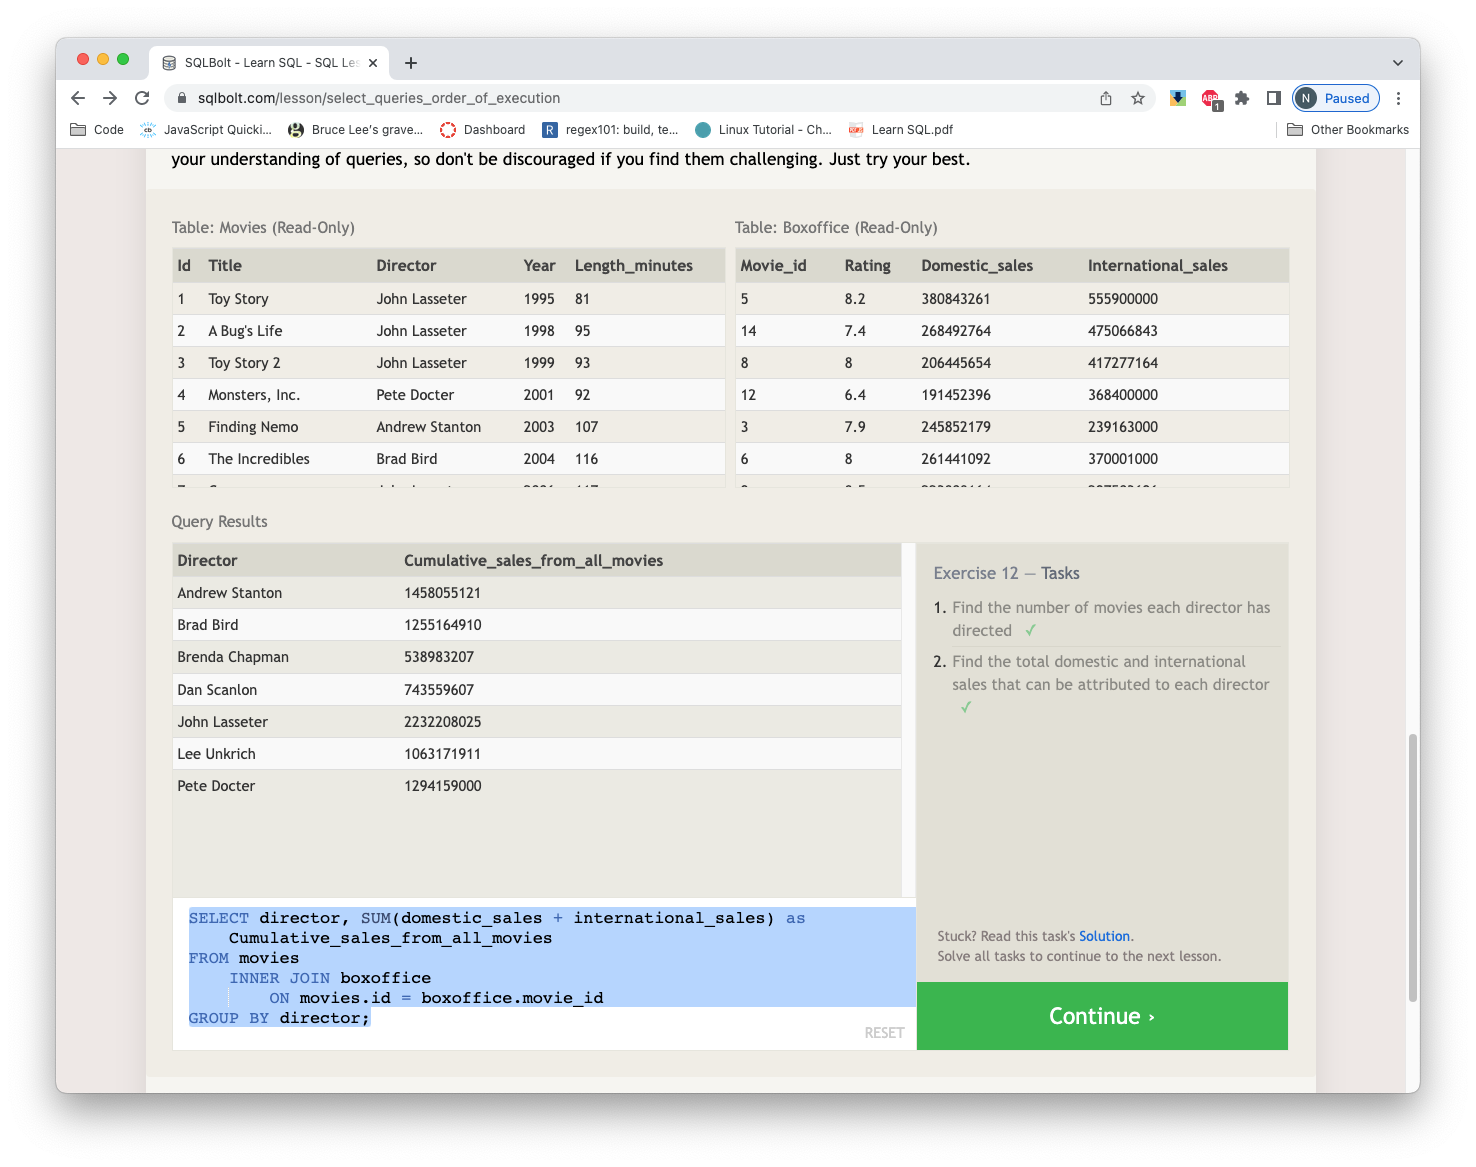 SQLBolt - Learn SQL - SQL Les
sqlbolt.com/lesson/select_queries_order_of_execution
ABP 1
N Paused
Code JavaScript Quicki... Bruce Lee's grave... Dashboard R regex101: build, te... Linux Tutorial - Ch... Learn SQL.pdf Other Bookmarks
your understanding of queries, so don't be discouraged if you find them challenging. Just try your best.
Table: Movies (Read-Only)
Id Title Director Year Length_minutes
1 Toy Story John Lasseter 1995 81
2 A Bug's Life John Lasseter 1998 95
3 Toy Story 2 John Lasseter 1999 93
4 Monsters, Inc. Pete Docter 2001 92
5 Finding Nemo Andrew Stanton 2003 107
6 The Incredibles Brad Bird 2004 116
Table: Boxoffice (Read-Only)
Movie_id Rating Domestic_sales International_sales
5 8.2 380843261 555900000
14 7.4 268492764 475066843
8 8 206445654 417277164
12 6.4 191452396 368400000
3 7.9 245852179 239163000
6 8 261441092 370001000
Query Results
Director Cumulative_sales_from_all_movies
Andrew Stanton 1458055121
Brad Bird 1255164910
Brenda Chapman 538983207
Dan Scanlon 743559607
John Lasseter 2232208025
Lee Unkrich 1063171911
Pete Docter 1294159000
SELECT director, SUM(domestic_sales + international_sales) as
Cumulative_sales_from_all_movies
FROM movies
INNER JOIN boxoffice
ON movies.id = boxoffice.movie_id
GROUP BY director;
RESET
Exercise 12 — Tasks
1. Find the number of movies each director has
directed ✓
2. Find the total domestic and international
sales that can be attributed to each director
✓
Stuck? Read this task's Solution.
Solve all tasks to continue to the next lesson.
Continue ›